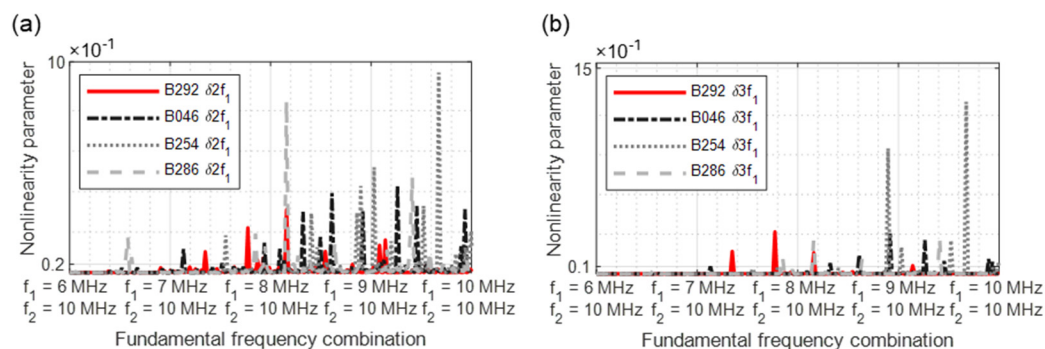 (a)
×10⁻¹
10
Nonlinearity parameter
B292 δ2f₁
B046 δ2f₁
B254 δ2f₁
B286 δ2f₁
0.2
f₁ = 6 MHz f₁ = 7 MHz f₁ = 8 MHz f₁ = 9 MHz f₁ = 10 MHz
f₂ = 10 MHz f₂ = 10 MHz f₂ = 10 MHz f₂ = 10 MHz f₂ = 10 MHz
Fundamental frequency combination
(b)
×10⁻¹
15
Nonlinearity parameter
B292 δ3f₁
B046 δ3f₁
B254 δ3f₁
B286 δ3f₁
0.1
f₁ = 6 MHz f₁ = 7 MHz f₁ = 8 MHz f₁ = 9 MHz f₁ = 10 MHz
f₂ = 10 MHz f₂ = 10 MHz f₂ = 10 MHz f₂ = 10 MHz f₂ = 10 MHz
Fundamental frequency combination